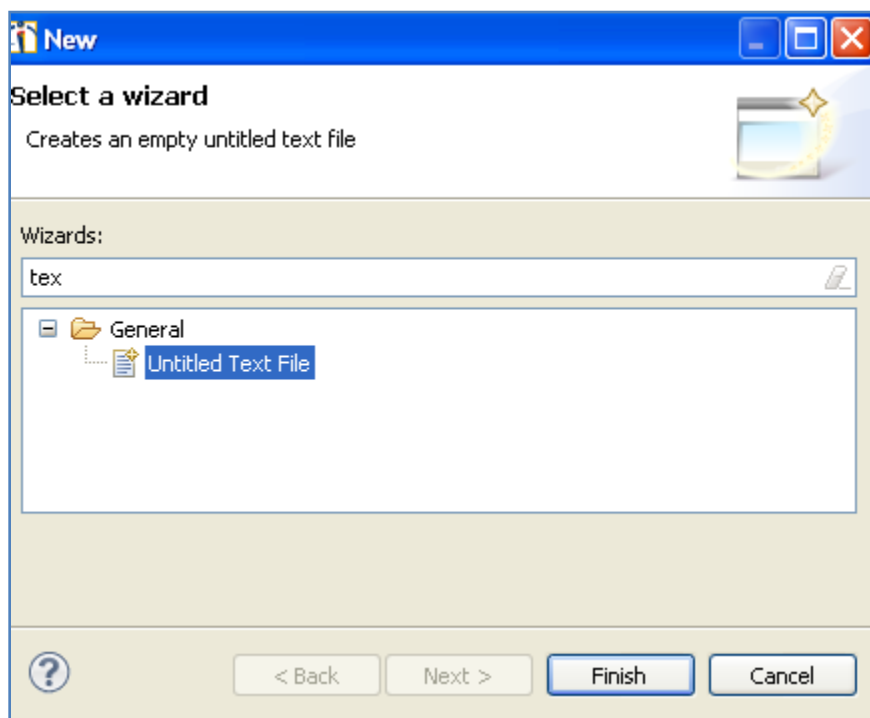 New
Select a wizard
Creates an empty untitled text file
Wizards:
tex
General
Untitled Text File
? < Back Next > Finish Cancel